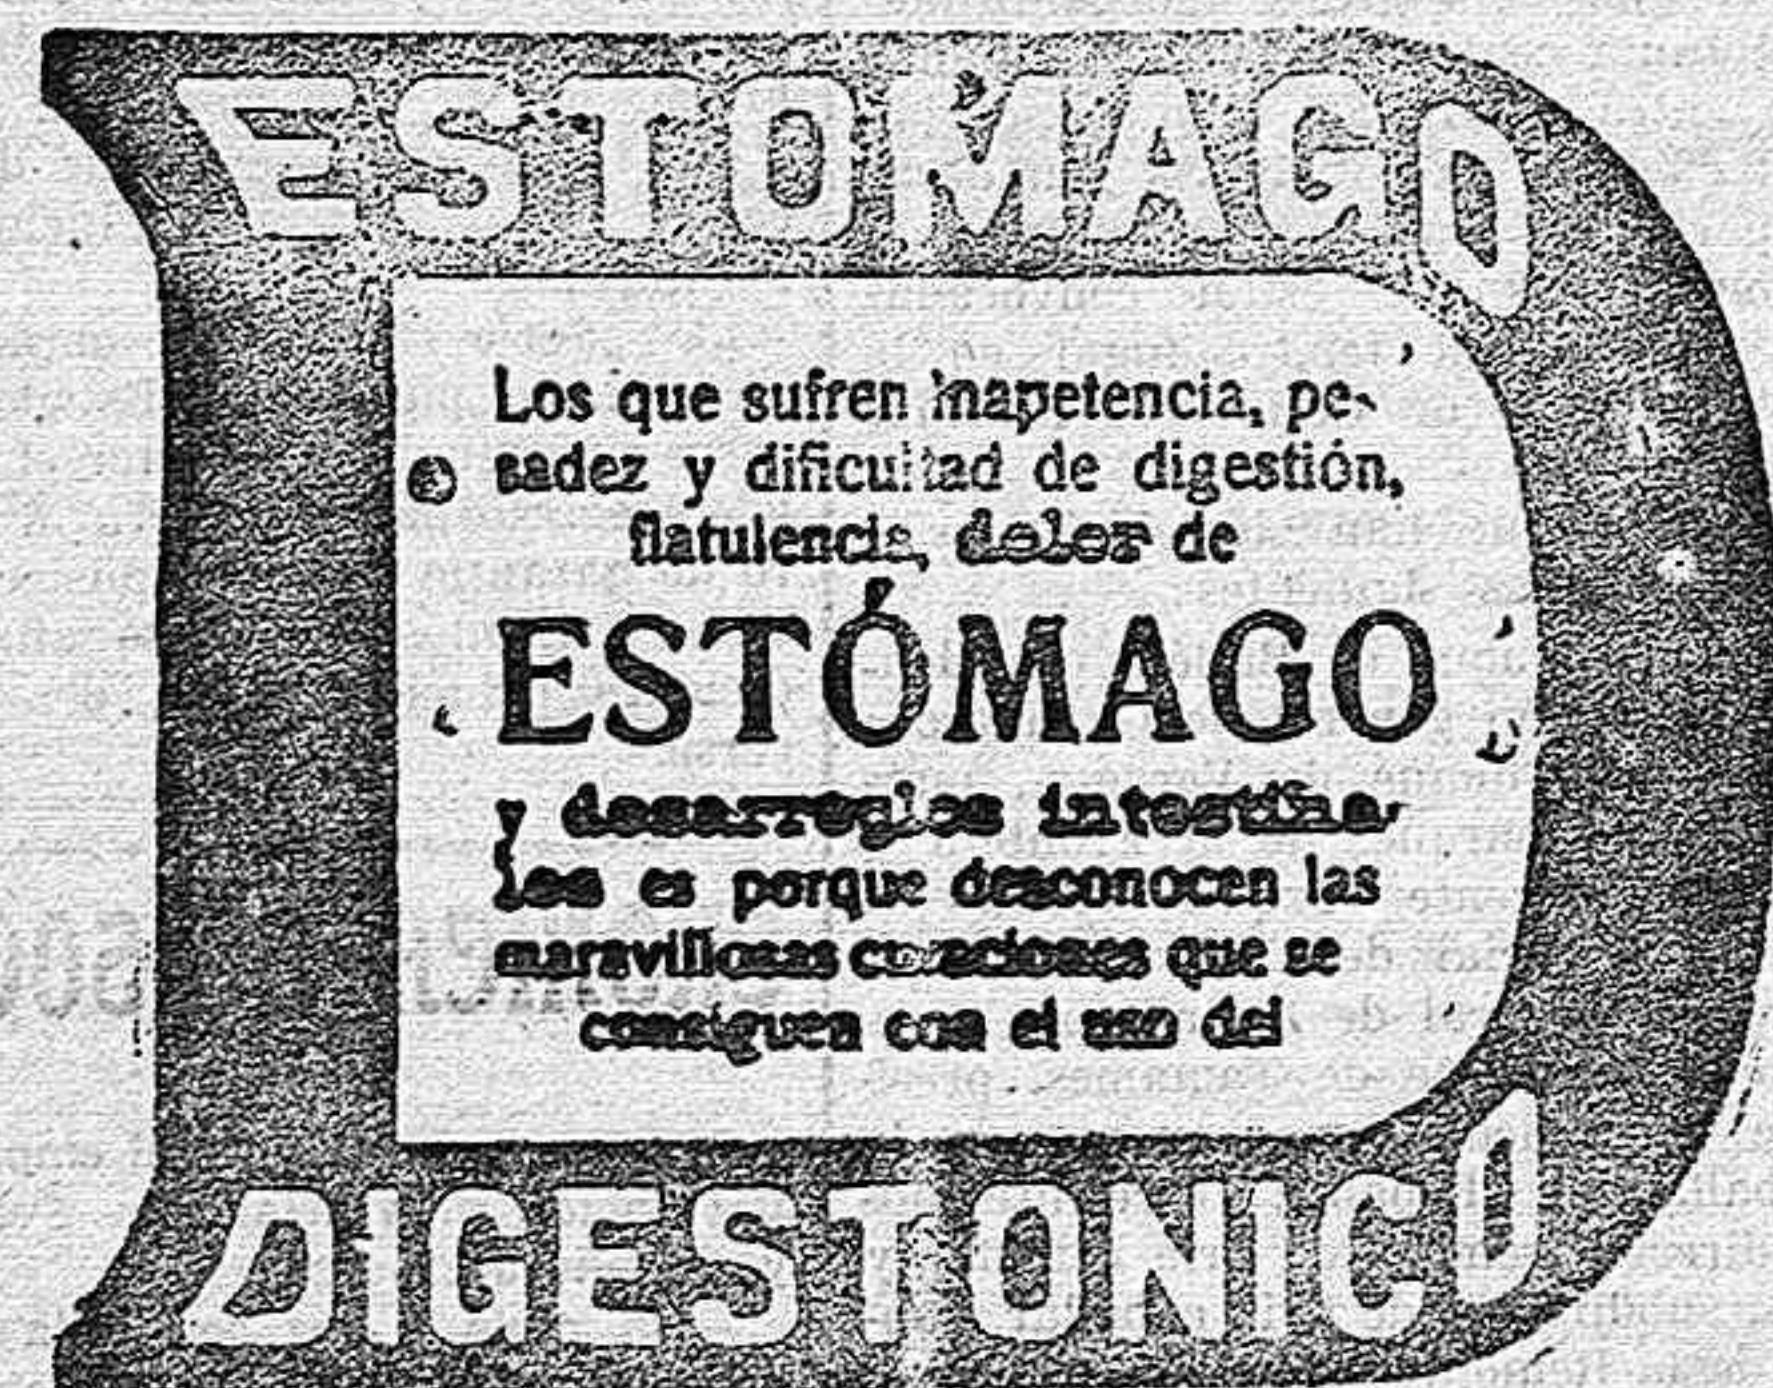 ESTOMAGO
Los que sufren inapetencia, pe-
sadez y dificultad de digestión,
flatulencia, dolor de
ESTÓMAGO
y desarreglos intestina-
les es porque desconocen las
maravillosas curaciones que se
consiguen con el uso del
DIGESTONICO